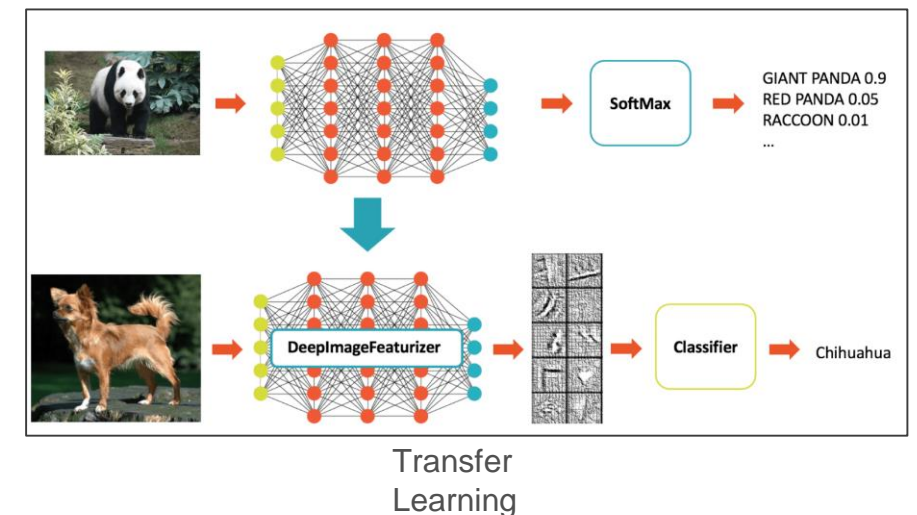 SoftMax
GIANT PANDA 0.9
RED PANDA 0.05
RACCOON 0.01
...
DeepImageFeaturizer
Classifier
Chihuahua
Transfer
Learning